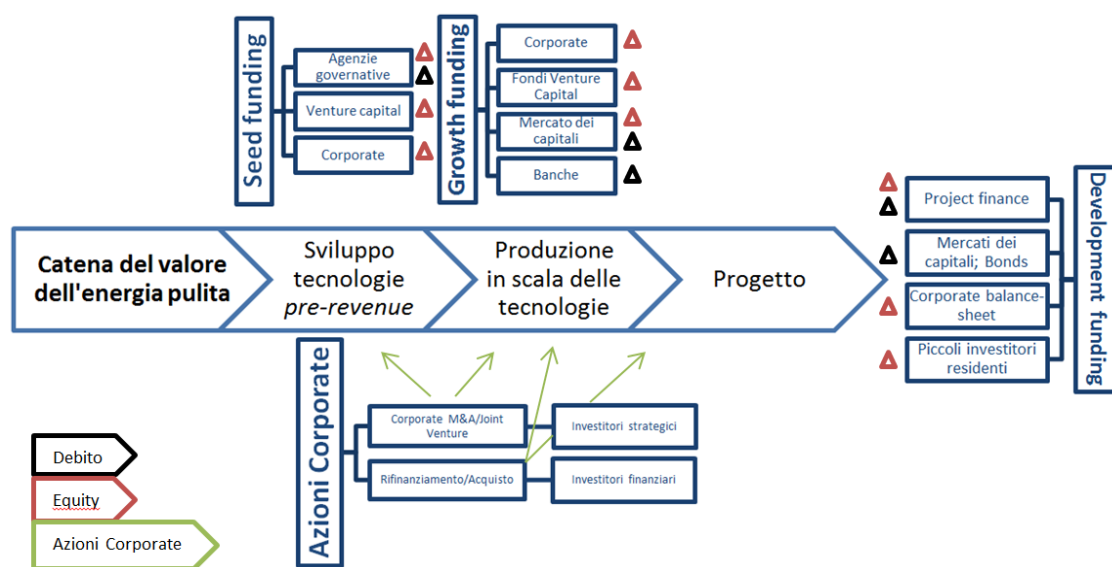 Seed funding
Agenzie
governative
Venture capital
Corporate
Growth funding
Corporate
Fondi Venture
Capital
Mercato dei
capitali
Banche
Catena del valore
dell'energia pulita
Sviluppo
tecnologie
pre-revenue
Produzione
in scala delle
tecnologie
Progetto
Project finance
Mercati dei
capitali; Bonds
Corporate balance-
sheet
Piccoli investitori
residenti
Development funding
Azioni Corporate
Corporate M&A/Joint
Venture
Investitori strategici
Rifinanziamento/Acquisto
Investitori finanziari
Debito
Equity
Azioni Corporate